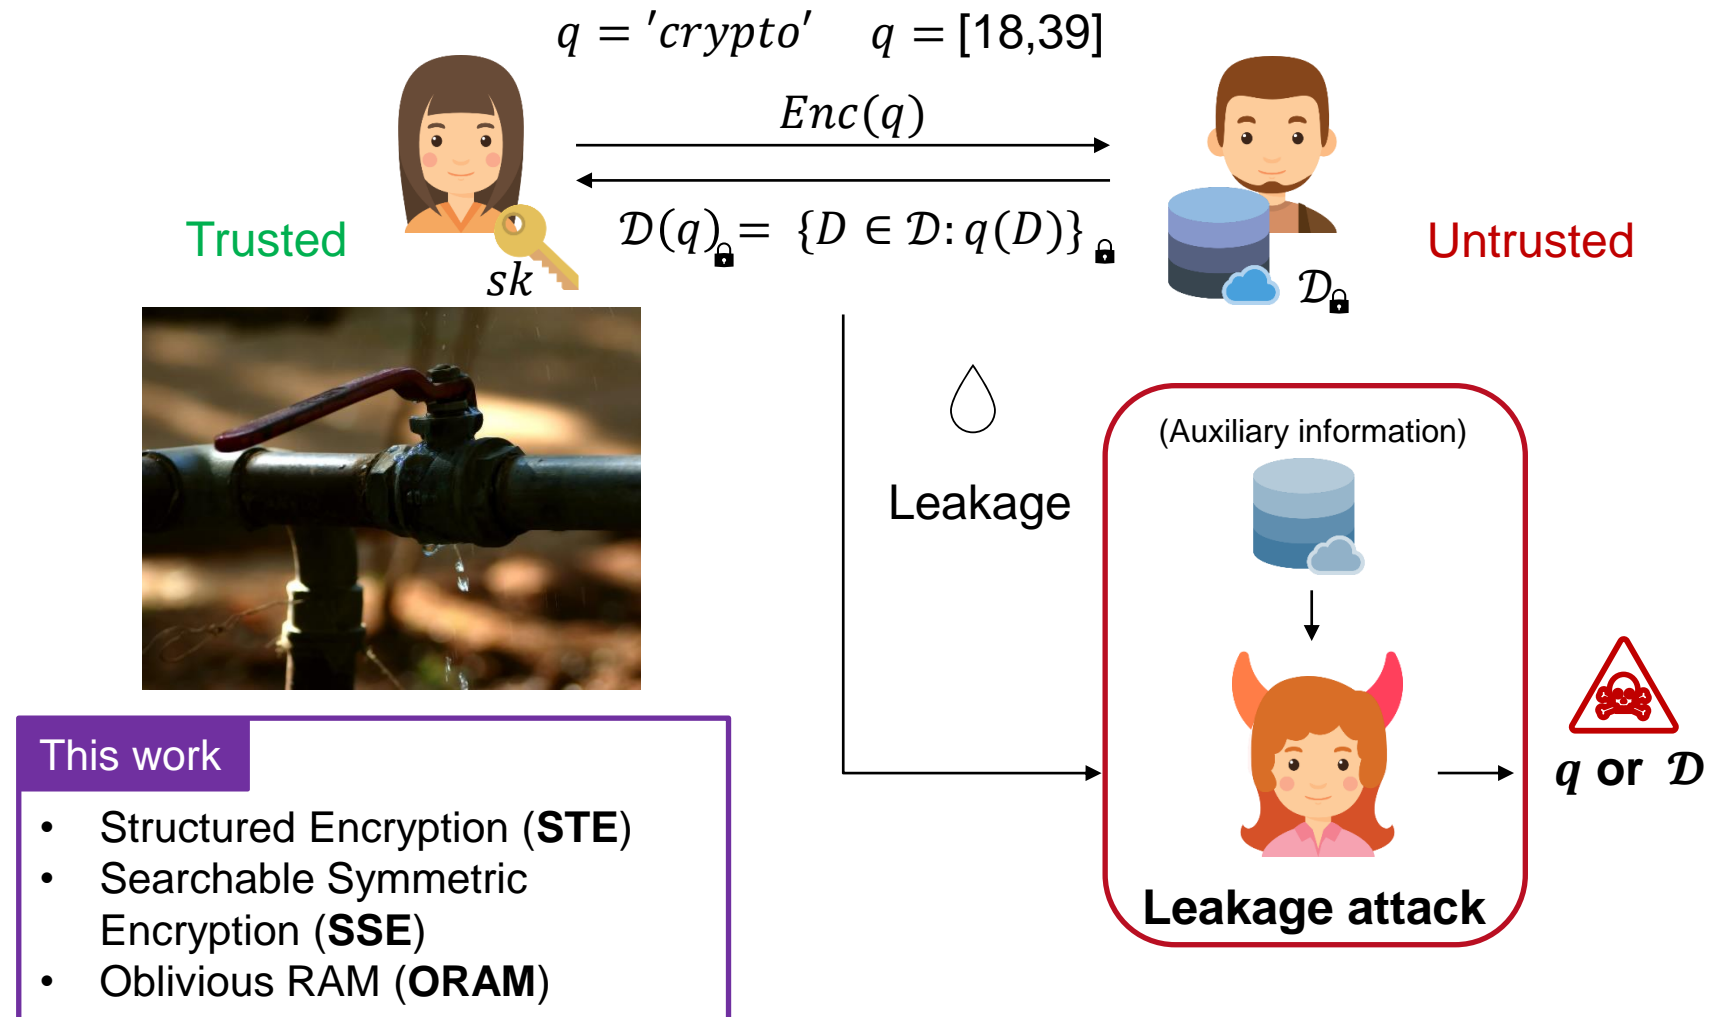 q = 'crypto' q = [18,39]
Enc(q)
Trusted
𝒟(q) = {D ∈ 𝒟: q(D)}
Untrusted
sk
𝒟
(Auxiliary information)
Leakage
This work
q or 𝒟
• Structured Encryption (STE)
• Searchable Symmetric
Encryption (SSE)
Leakage attack
• Oblivious RAM (ORAM)